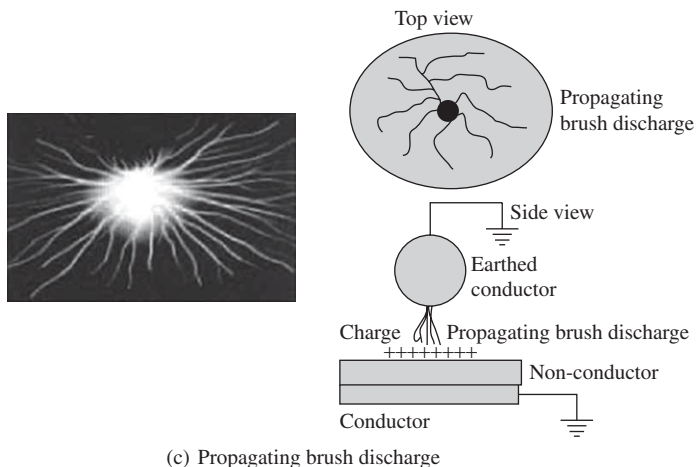 Top view
Propagating
brush discharge
Side view
Earthed
conductor
Charge
Propagating brush discharge
++++++++
Non-conductor
Conductor
(c) Propagating brush discharge